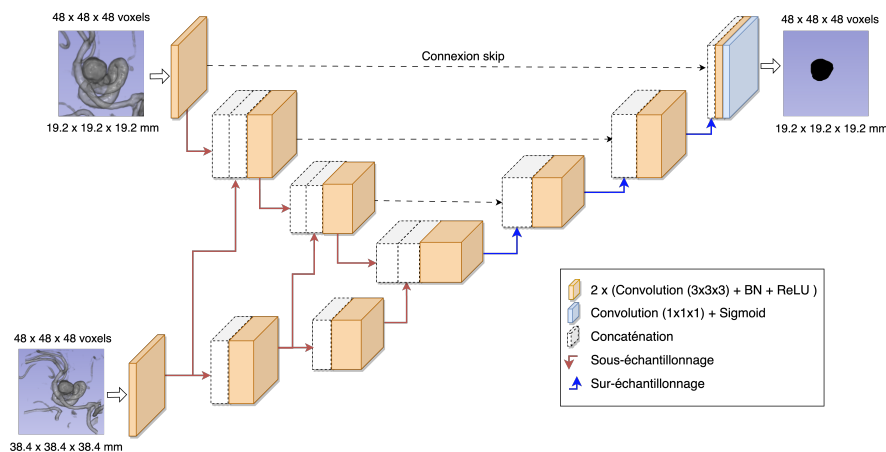 48 x 48 x 48 voxels
19.2 x 19.2 x 19.2 mm
Connexion skip
48 x 48 x 48 voxels
19.2 x 19.2 x 19.2 mm
48 x 48 x 48 voxels
38.4 x 38.4 x 38.4 mm
2 x (Convolution (3x3x3) + BN + ReLU )
Convolution (1x1x1) + Sigmoid
Concaténation
Sous-échantillonnage
Sur-échantillonnage